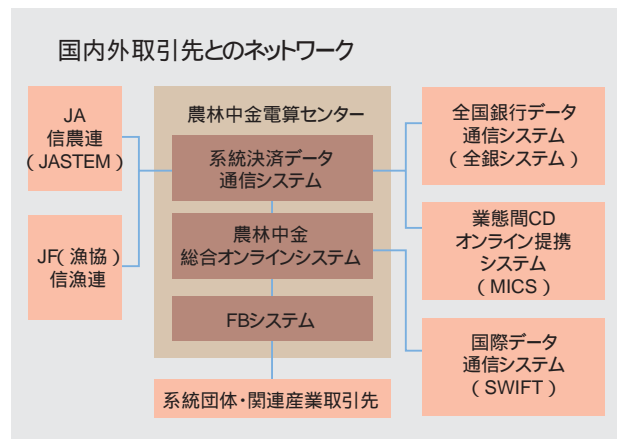 国内外取引先とのネットワーク
JA
信農連
(JASTEM)
JF(漁協)
信漁連
農林中金電算センター
系統決済データ
通信システム
農林中金
総合オンラインシステム
FBシステム
系統団体・関連産業取引先
全国銀行データ
通信システム
(全銀システム)
業態間CD
オンライン提携
システム
(MICS)
国際データ
通信システム
(SWIFT)